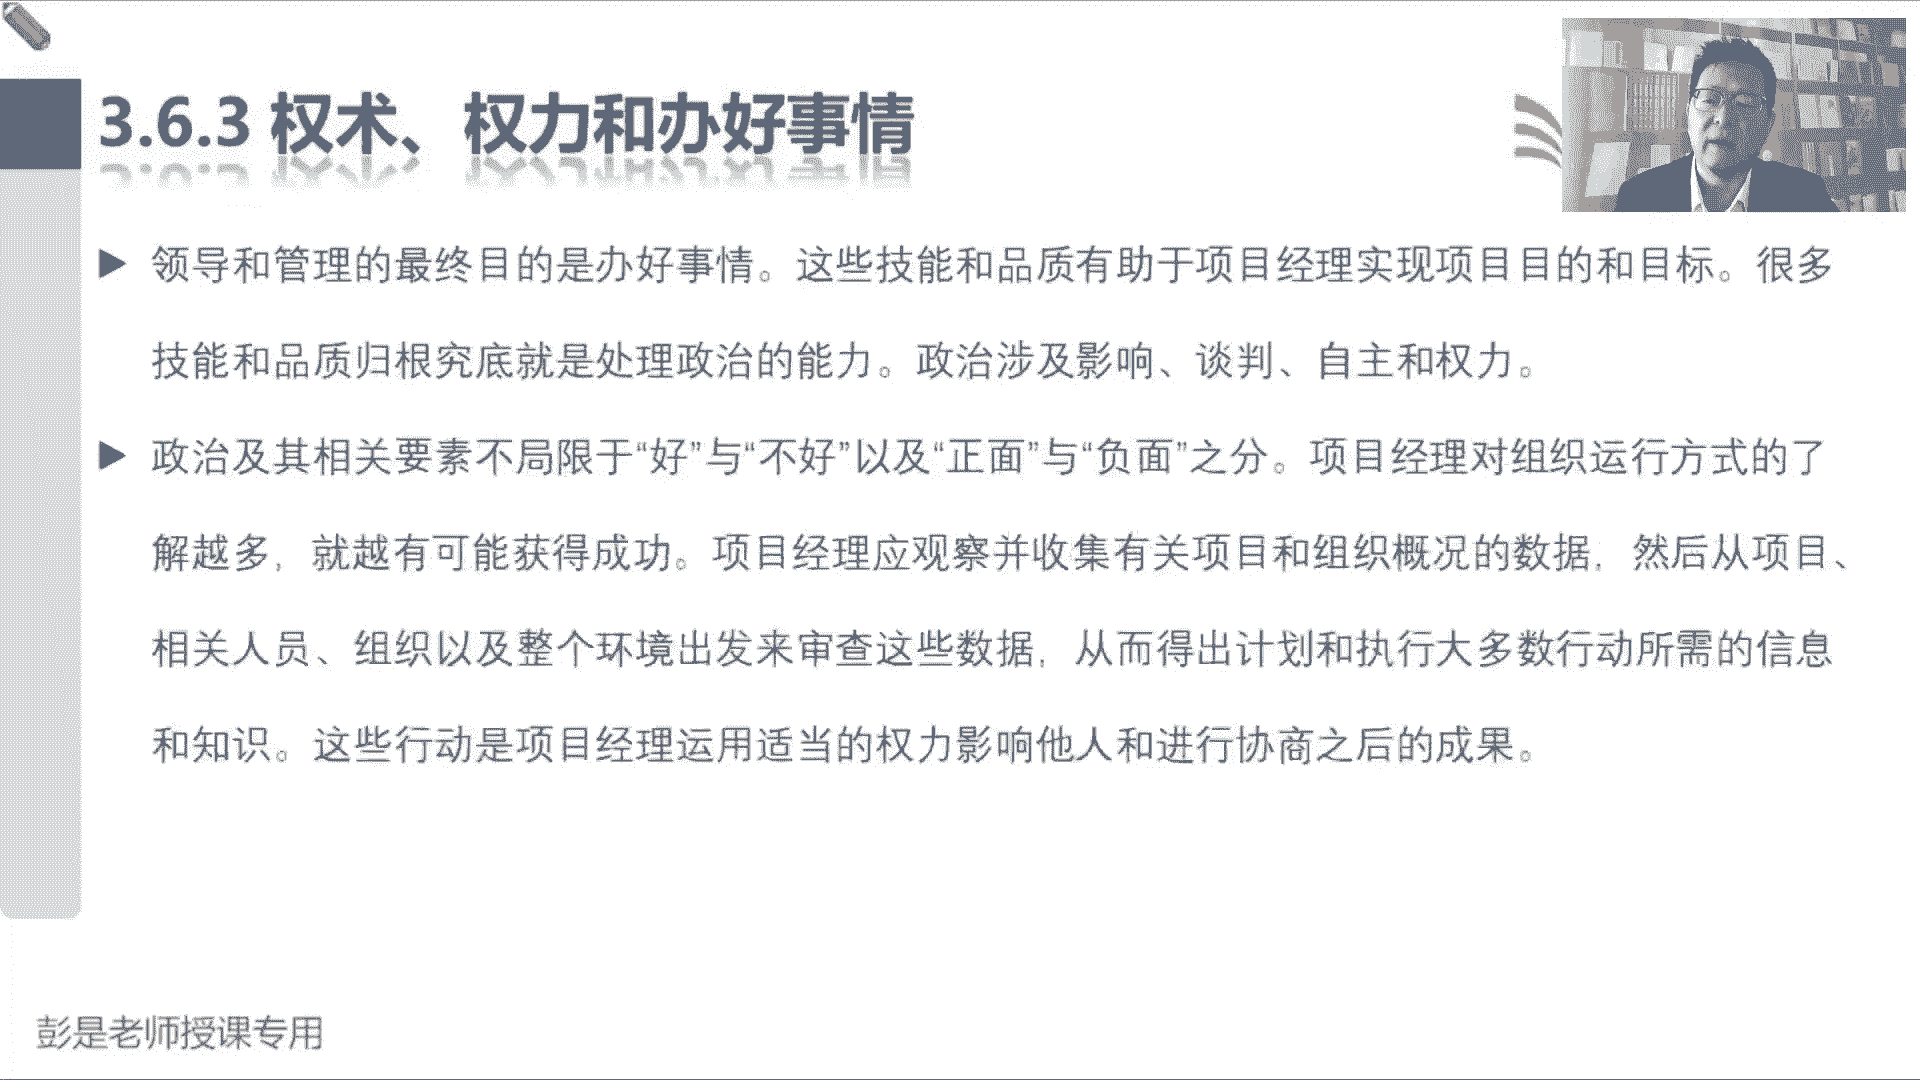 3.6.3 权术、权力和办好事情
领导和管理的最终目的是办好事情。这些技能和品质有助于项目经理实现项目目的和目标。很多
技能和品质归根究底就是处理政治的能力。政治涉及影响、谈判、自主和权力。
政治及其相关要素不局限于“好”与“不好”以及“正面”与“负面”之分。项目经理对组织运行方式的了
解越多，就越有可能获得成功。项目经理应观察并收集有关项目和组织概况的数据，然后从项目、
相关人员、组织以及整个环境出发来审查这些数据，从而得出计划和执行大多数行动所需的信息
和知识。这些行动是项目经理运用适当的权力影响他人和进行协商之后的成果。
彭是老师授课专用